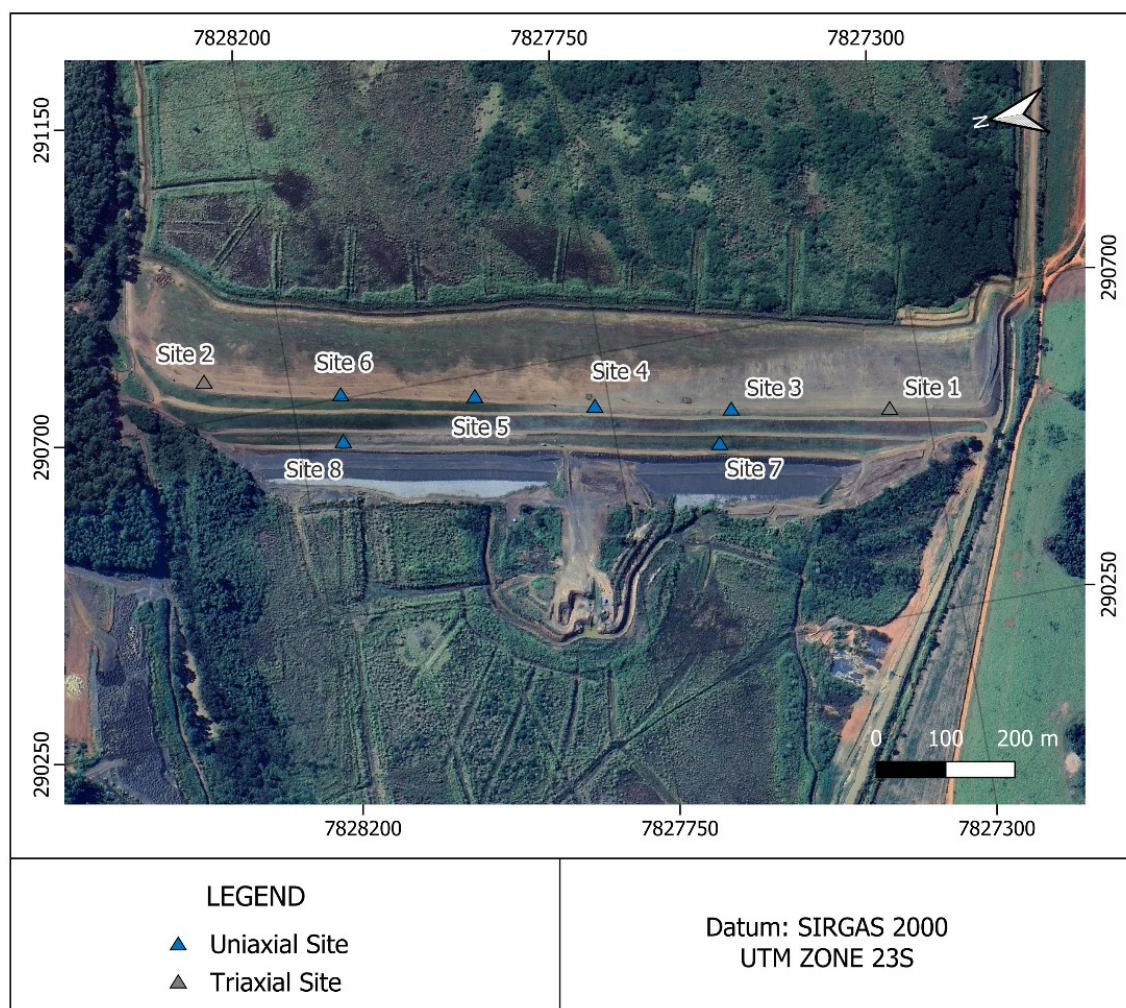 7828200 7827750 7827300
291150
N
290700
Site 2
Site 6
Site 4
Site 3
Site 1
Site 5
290700
Site 8
Site 7
290250
0 100 200 m
290250
7828200 7827750 7827300
LEGEND
Uniaxial Site
Triaxial Site
Datum: SIRGAS 2000
UTM ZONE 23S